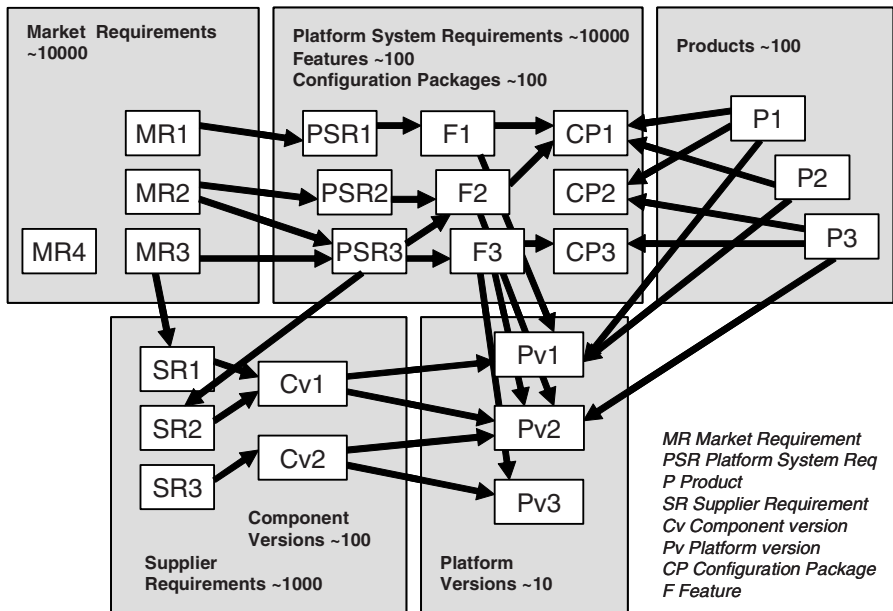 Market Requirements
~10000
Platform System Requirements ~10000
Features ~100
Configuration Packages ~100
Products ~100
MR1
PSR1
F1
CP1
P1
MR2
PSR2
F2
CP2
P2
MR4
MR3
PSR3
F3
CP3
P3
SR1
Cv1
Pv1
SR2
Pv2
SR3
Cv2
Pv3
Component
Versions ~100
Supplier
Requirements ~1000
Platform
Versions ~10
MR Market Requirement
PSR Platform System Req
P Product
SR Supplier Requirement
Cv Component version
Pv Platform version
CP Configuration Package
F Feature